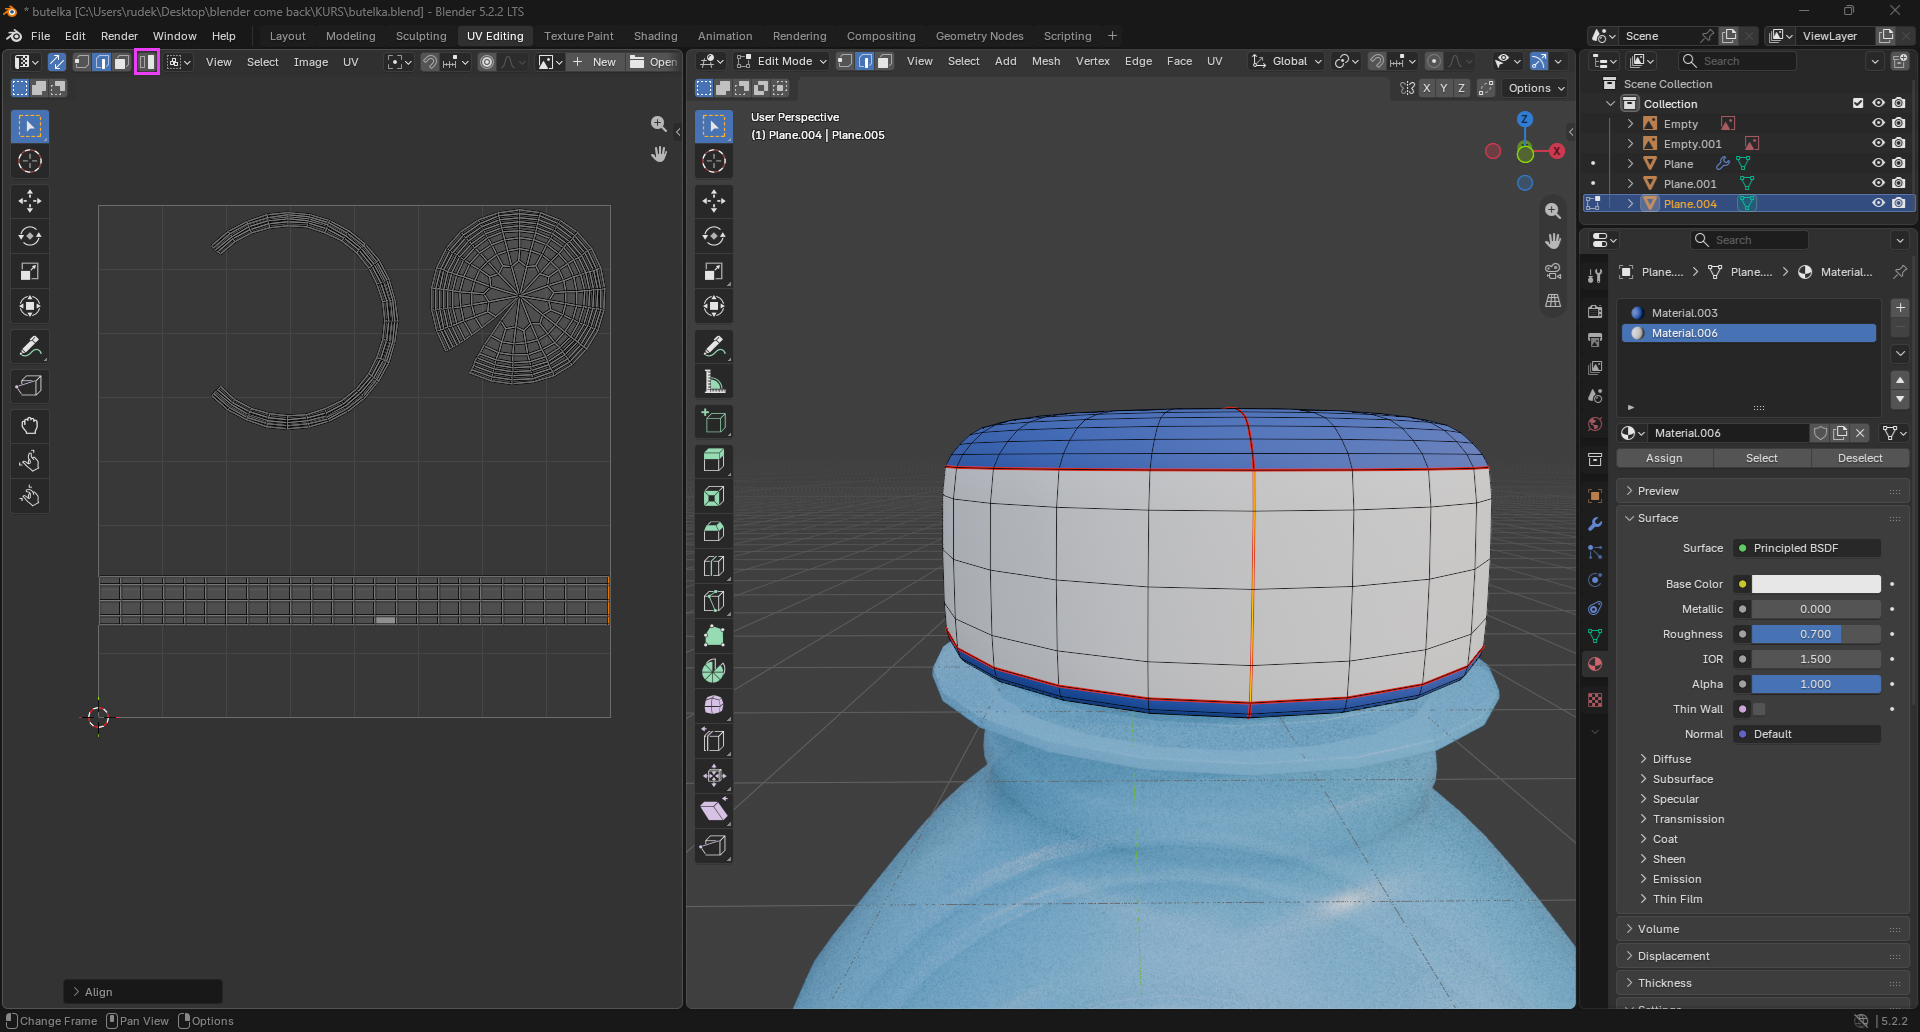 * butelka [C:\Users\rudek\Desktop\blender come back\KURS\butelka.blend] - Blender 5.2.2 LTS
File Edit Render Window Help
Layout Modeling Sculpting UV Editing Texture Paint Shading Animation Rendering Compositing Geometry Nodes Scripting
Scene
ViewLayer
View Select Image UV
New Open
Edit Mode
View Select Add Mesh Vertex Edge Face UV
Global
X Y Z Options
User Perspective
(1) Plane.004 | Plane.005
Z
X
Align
Search
Scene Collection
Collection
Empty
Empty.001
Plane
Plane.001
Plane.004
Search
Plane.... Plane.... Material...
Material.003
Material.006
Material.006
Assign Select Deselect
Preview
Surface
Surface Principled BSDF
Base Color
Metallic 0.000
Roughness 0.700
IOR 1.500
Alpha 1.000
Thin Wall
Normal Default
Diffuse
Subsurface
Specular
Transmission
Coat
Sheen
Emission
Thin Film
Volume
Displacement
Thickness
Change Frame Pan View Options
5.2.2